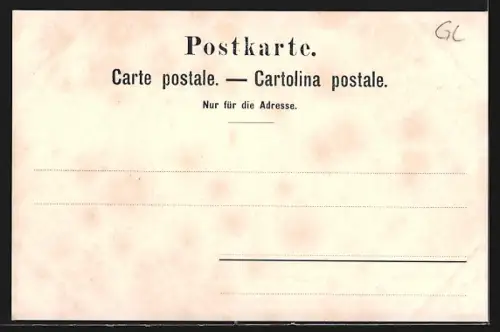 GL
Postkarte.
Carte postale. — Cartolina postale.
Nur für die Adresse.